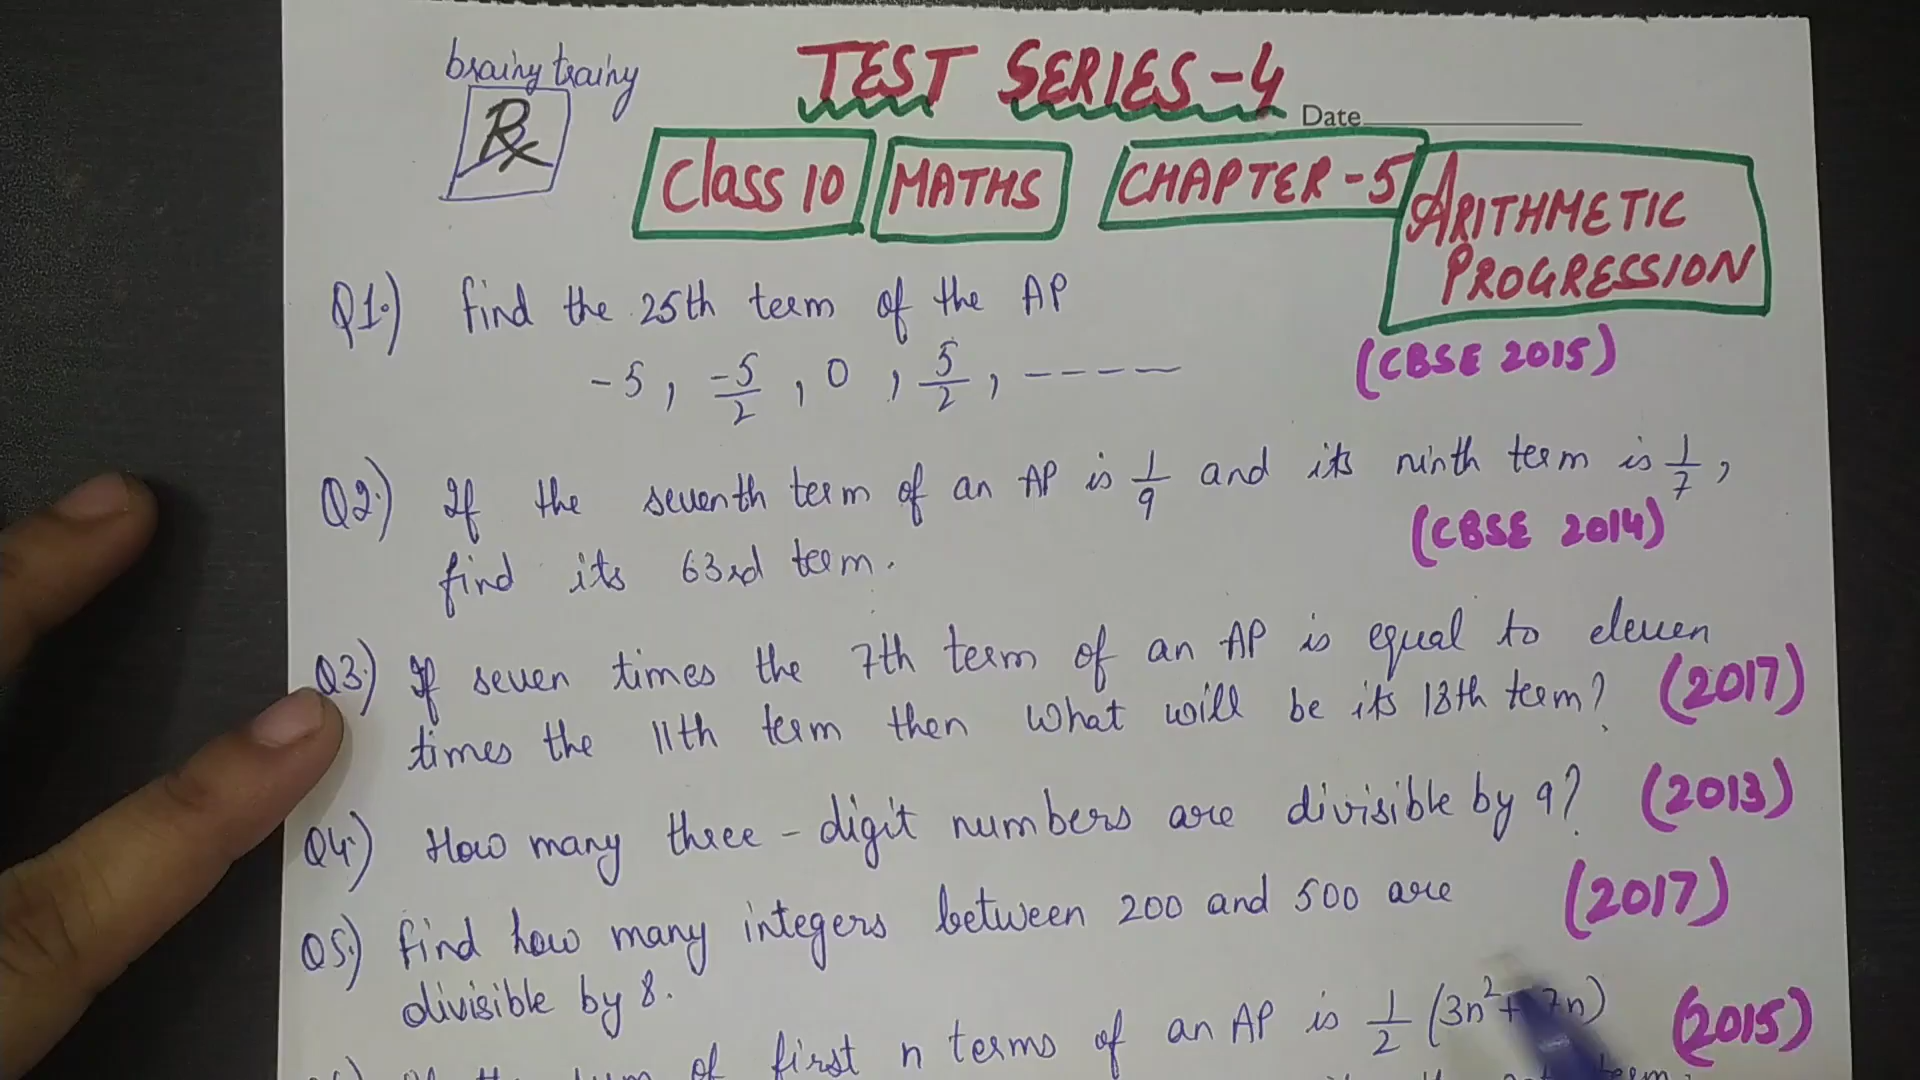 brainy trainy
Rx
TEST SERIES-4
Date
Class 10 MATHS CHAPTER-5 ARITHMETIC PROGRESSION
Q1.) find the 25th term of the AP
-5, -5/2, 0, 5/2, -----
(CBSE 2015)
Q2.) If the seventh term of an AP is 1/9 and its ninth term is 1/7,
find its 63rd term.
(CBSE 2014)
Q3.) If seven times the 7th term of an AP is equal to eleven
times the 11th term then what will be its 18th term?
(2017)
Q4.) How many three-digit numbers are divisible by 9? (2013)
Q5.) find how many integers between 200 and 500 are
divisible by 8.
(2017)
of first n terms of an AP is 1/2 (3n²+7n)
(2015)
term